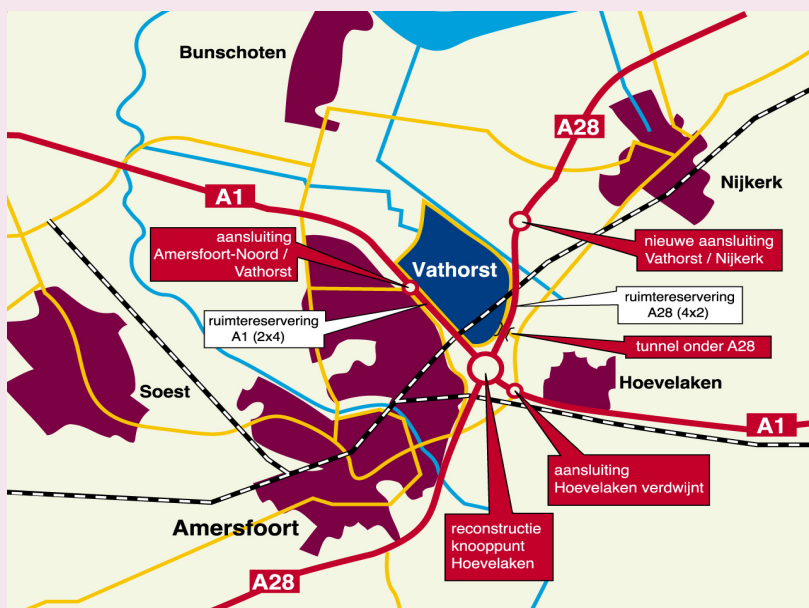 Bunschoten
A28
Nijkerk
A1
aansluiting
Amersfoort-Noord /
Vathorst
nieuwe aansluiting
Vathorst / Nijkerk
Vathorst
ruimtereservering
A1 (2x4)
ruimtereservering
A28 (4x2)
tunnel onder A28
Soest
Hoevelaken
A1
aansluiting
Hoevelaken verdwijnt
Amersfoort
reconstructie
knooppunt
Hoevelaken
A28